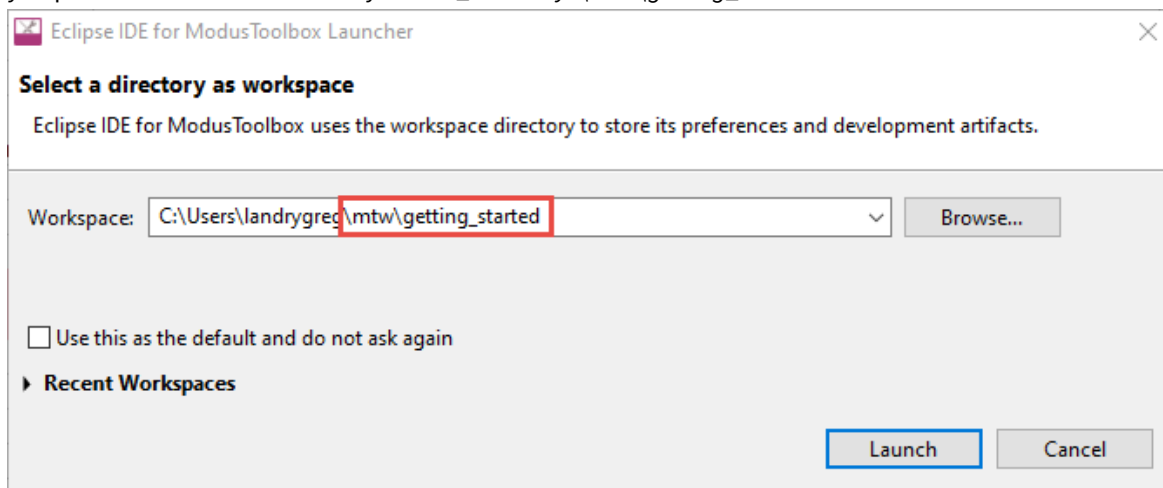 Eclipse IDE for ModusToolbox Launcher
Select a directory as workspace
Eclipse IDE for ModusToolbox uses the workspace directory to store its preferences and development artifacts.
Workspace: C:\Users\landrygreg\mtw\getting_started Browse...
Use this as the default and do not ask again
Recent Workspaces
Launch Cancel